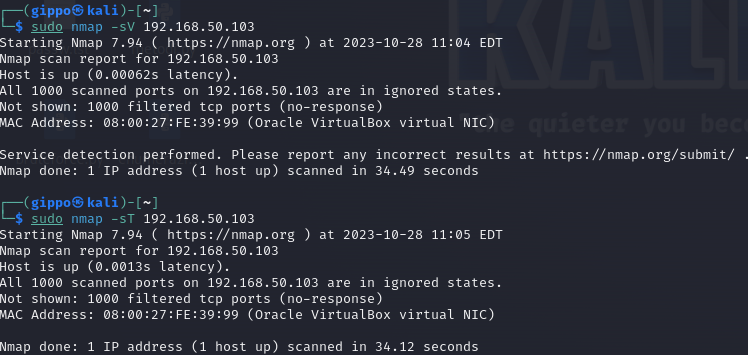 ┌──(gippo㉿kali)-[~]
└─$ sudo nmap -sV 192.168.50.103
Starting Nmap 7.94 ( https://nmap.org ) at 2023-10-28 11:04 EDT
Nmap scan report for 192.168.50.103
Host is up (0.00062s latency).
All 1000 scanned ports on 192.168.50.103 are in ignored states.
Not shown: 1000 filtered tcp ports (no-response)
MAC Address: 08:00:27:FE:39:99 (Oracle VirtualBox virtual NIC)
"the quieter you bec
Service detection performed. Please report any incorrect results at https://nmap.org/submit/ .
Nmap done: 1 IP address (1 host up) scanned in 34.49 seconds
┌──(gippo㉿kali)-[~]
└─$ sudo nmap -sT 192.168.50.103
Starting Nmap 7.94 ( https://nmap.org ) at 2023-10-28 11:05 EDT
Nmap scan report for 192.168.50.103
Host is up (0.0013s latency).
All 1000 scanned ports on 192.168.50.103 are in ignored states.
Not shown: 1000 filtered tcp ports (no-response)
MAC Address: 08:00:27:FE:39:99 (Oracle VirtualBox virtual NIC)
Nmap done: 1 IP address (1 host up) scanned in 34.12 seconds